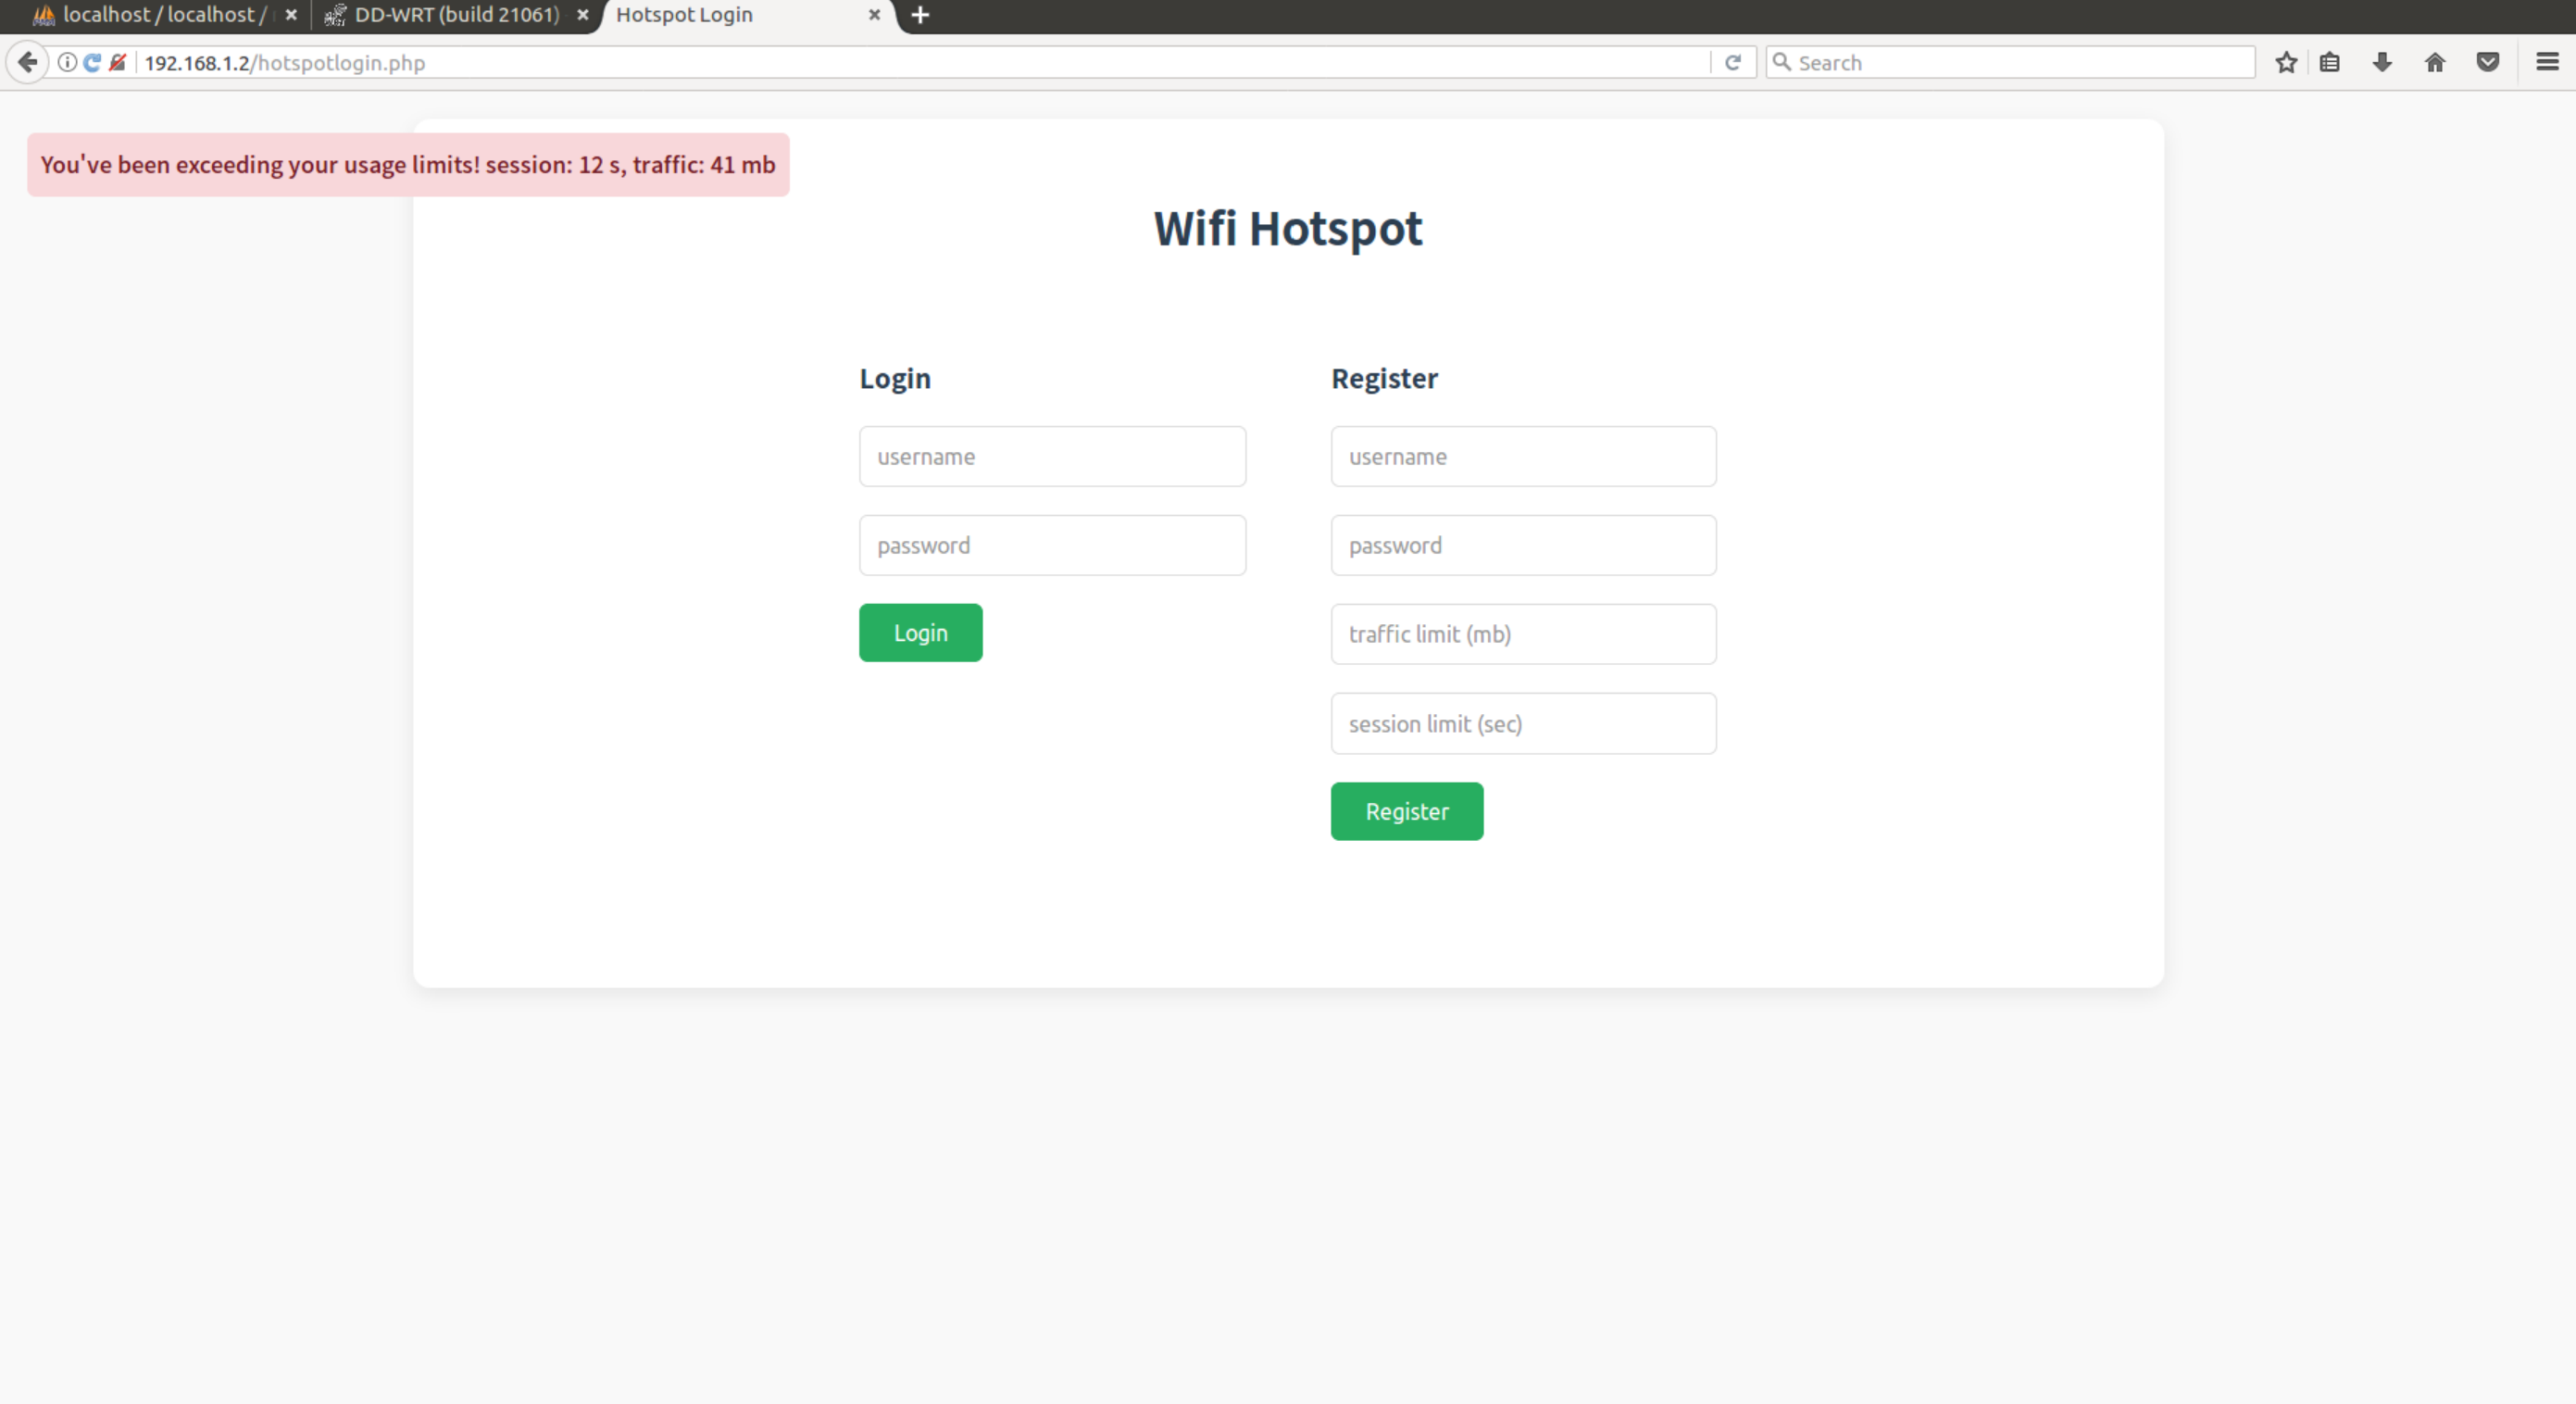 localhost / localhost /
DD-WRT (build 21061)
Hotspot Login
192.168.1.2/hotspotlogin.php
Search
You've been exceeding your usage limits! session: 12 s, traffic: 41 mb
Wifi Hotspot
Login
username
password
Login
Register
username
password
traffic limit (mb)
session limit (sec)
Register